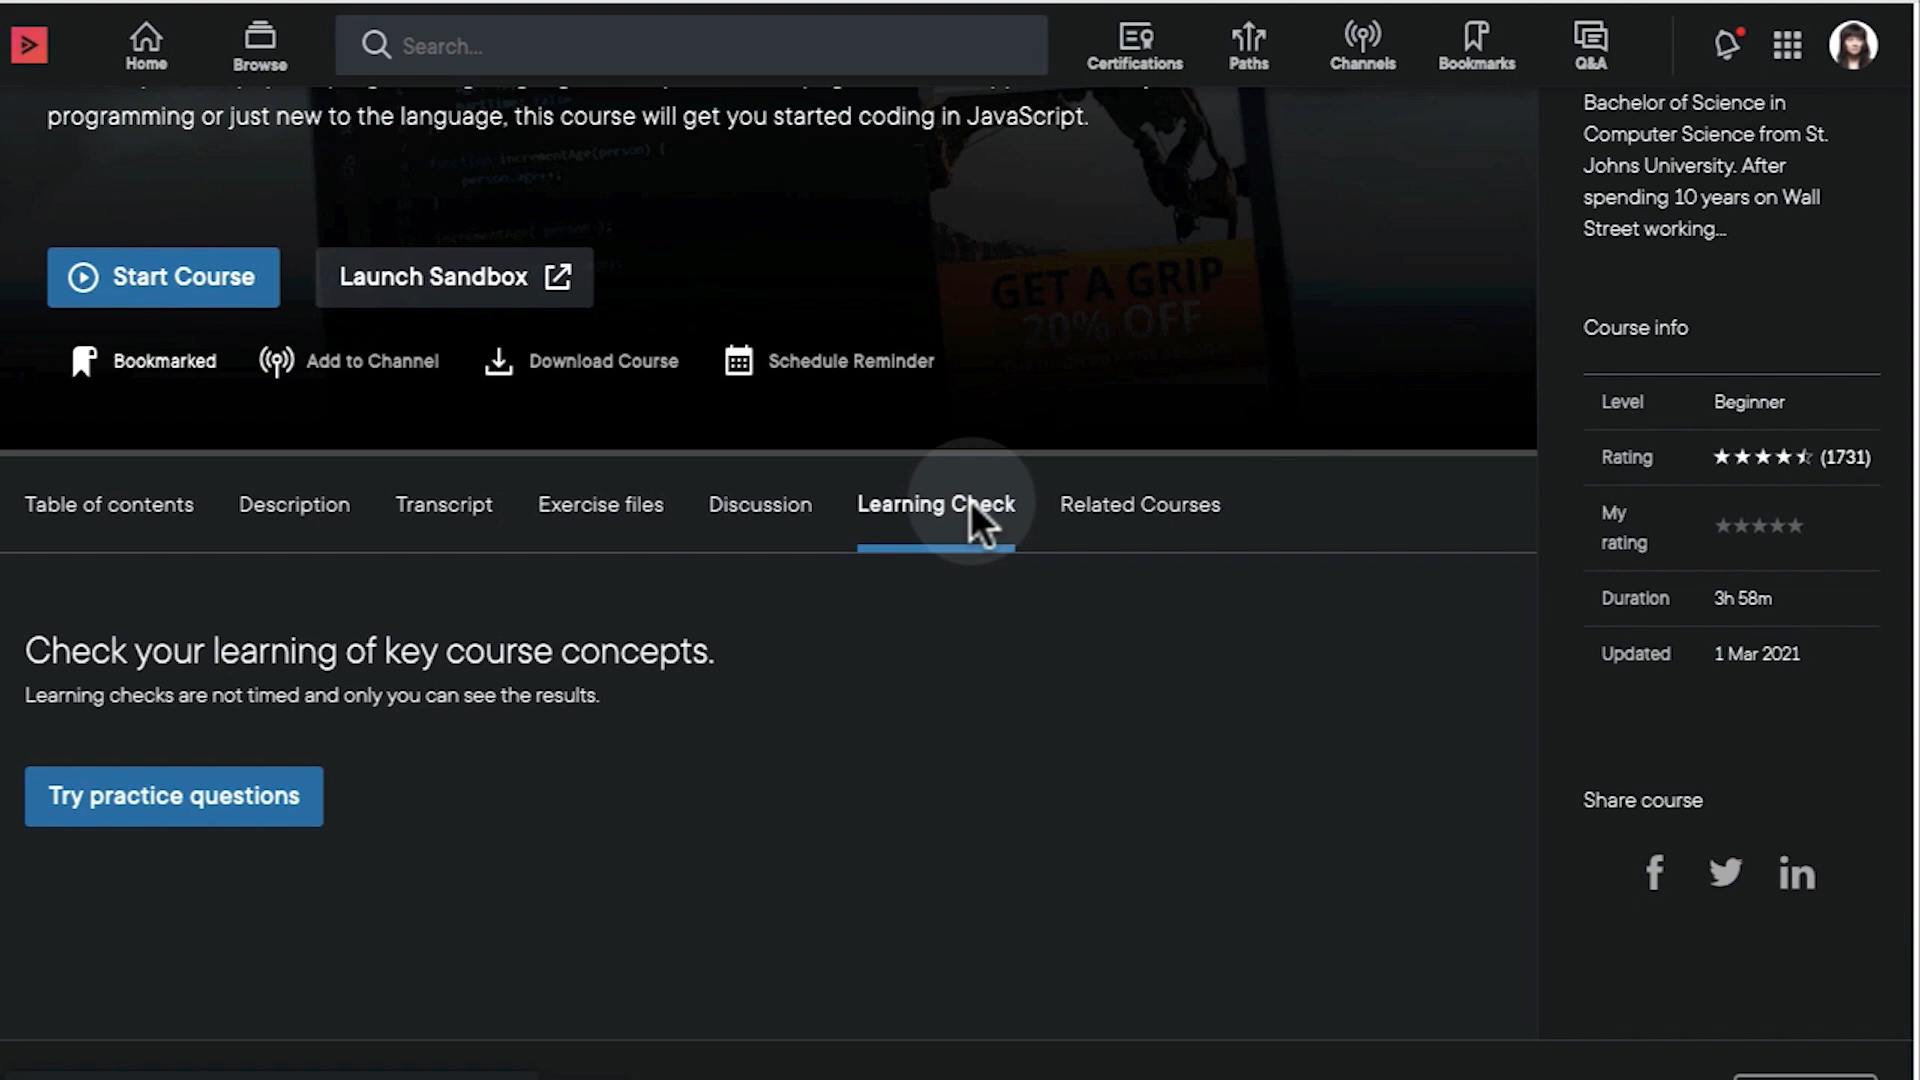 Home
Browse
Search...
Certifications
Paths
Channels
Bookmarks
Q&A
programming or just new to the language, this course will get you started coding in JavaScript.
function incrementAge(person) {
person.age++;
GET A GRIP
20% OFF
Start Course
Launch Sandbox
Bookmarked
Add to Channel
Download Course
Schedule Reminder
Table of contents
Description
Transcript
Exercise files
Discussion
Learning Check
Related Courses
Check your learning of key course concepts.
Learning checks are not timed and only you can see the results.
Try practice questions
Bachelor of Science in
Computer Science from St.
Johns University. After
spending 10 years on Wall
Street working...
Course info
Level Beginner
Rating ★★★★⯪ (1731)
My
rating ★★★★★
Duration 3h 58m
Updated 1 Mar 2021
Share course
f
in